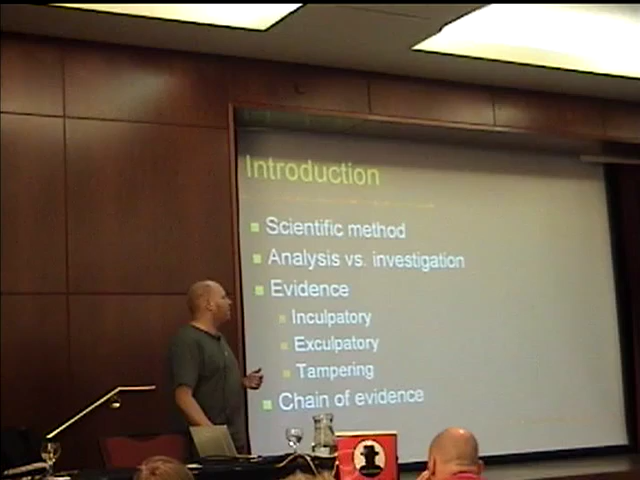 Introduction
Scientific method
Analysis vs. investigation
Evidence
Inculpatory
Exculpatory
Tampering
Chain of evidence